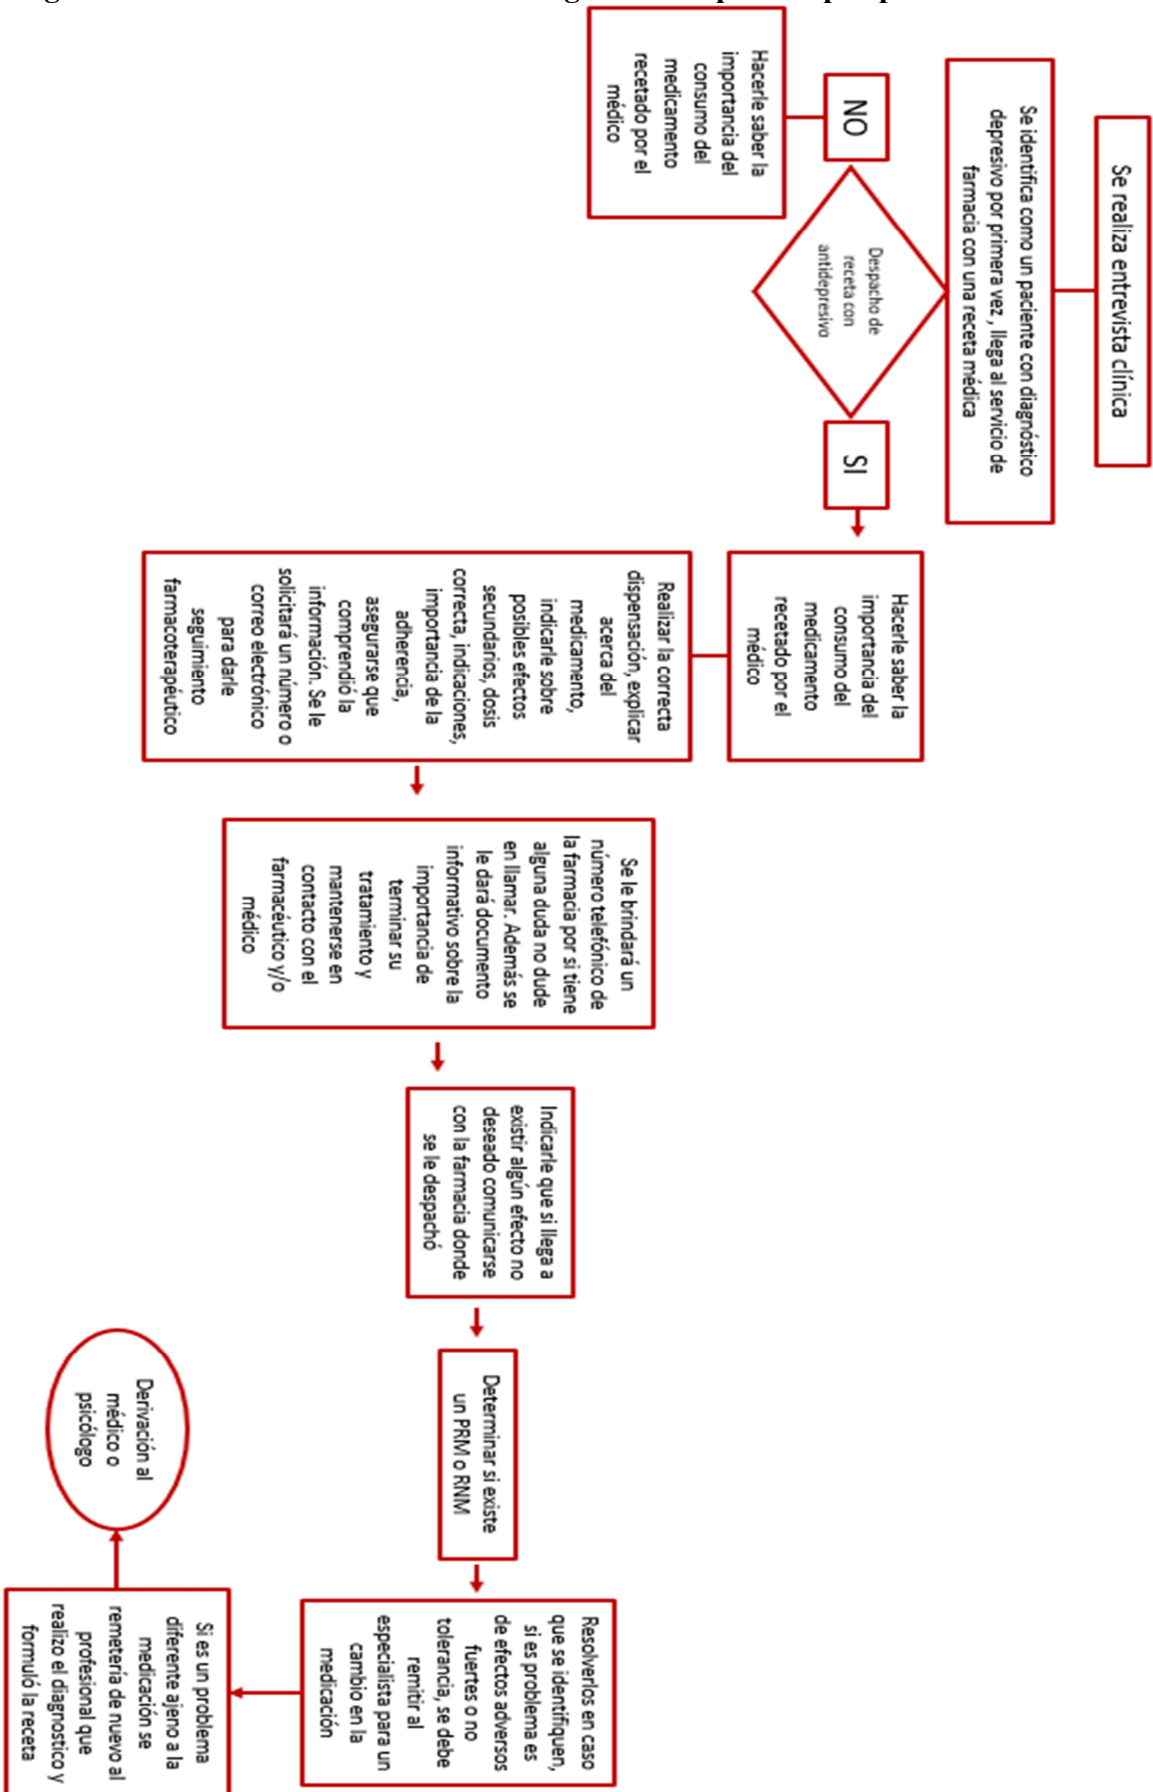 Se realiza entrevista clínica
Se identifica como un paciente con diagnóstico
depresivo por primera vez , llega al servicio de
farmacia con una receta médica
Despacho de
receta con
antidepresivo
NO
Hacerle saber la
importancia del
consumo del
medicamento
recetado por el
médico
SI
Hacerle saber la
importancia del
consumo del
medicamento
recetado por el
médico
Realizar la correcta
dispensación, explicar
acerca del
medicamento,
indicarle sobre
posibles efectos
secundarios, dosis
correcta, indicaciones,
importancia de la
adherencia,
asegurarse que
comprendió la
información. Se le
solicitará un número o
correo electrónico
para darle
seguimiento
farmacoterapéutico
Se le brindará un
número telefónico de
la farmacia por si tiene
alguna duda no dude
en llamar. Además se
le dará documento
informativo sobre la
importancia de
terminar su
tratamiento y
mantenerse en
contacto con el
farmacéutico y/o
médico
Indicarle que si llega a
existir algún efecto no
deseado comunicarse
con la farmacia donde
se le despachó
Determinar si existe
un PRM o RNM
Resolverlos en caso
que se identifiquen,
si es problema es
de efectos adversos
fuertes o no
tolerancia, se debe
remitir al
especialista para un
cambio en la
medicación
Si es un problema
diferente ajeno a la
medicación se
remetería de nuevo al
profesional que
realizo el diagnostico y
formuló la receta
Derivación al
médico o
psicólogo